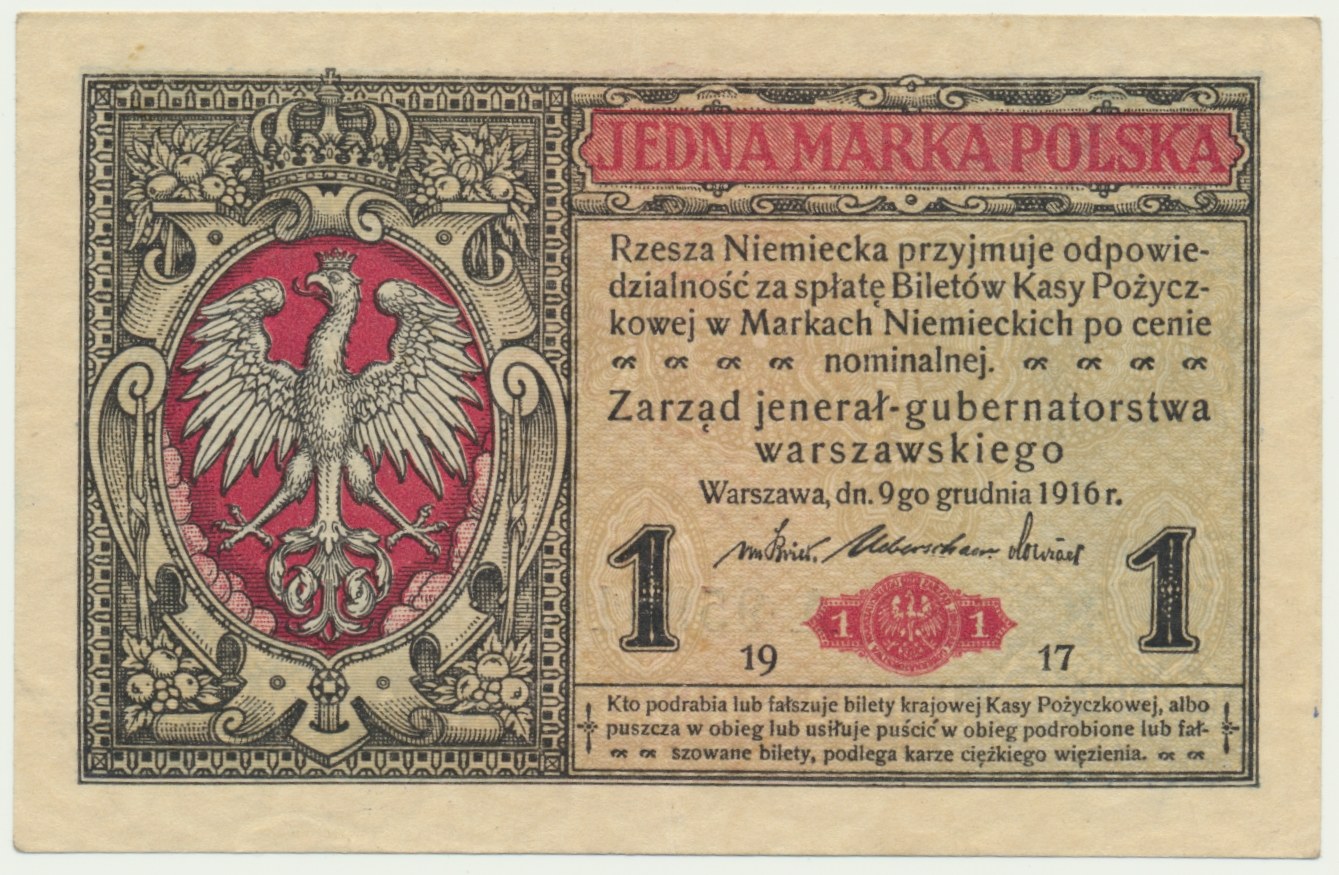 JEDNA MARKA POLSKA
Rzesza Niemiecka przyjmuje odpowie-
dzialność za spłatę Biletów Kasy Pożycz-
kowej w Markach Niemieckich po cenie
nominalnej.
Zarząd jenerał-gubernatorstwa
warszawskiego
Warszawa, dn. 9go grudnia 1916 r.
1 1
1 1
19 17
Kto podrabia lub fałszuje bilety krajowej Kasy Pożyczkowej, albo
puszcza w obieg lub usiłuje puścić w obieg podrobione lub fał-
szowane bilety, podlega karze ciężkiego więzienia.